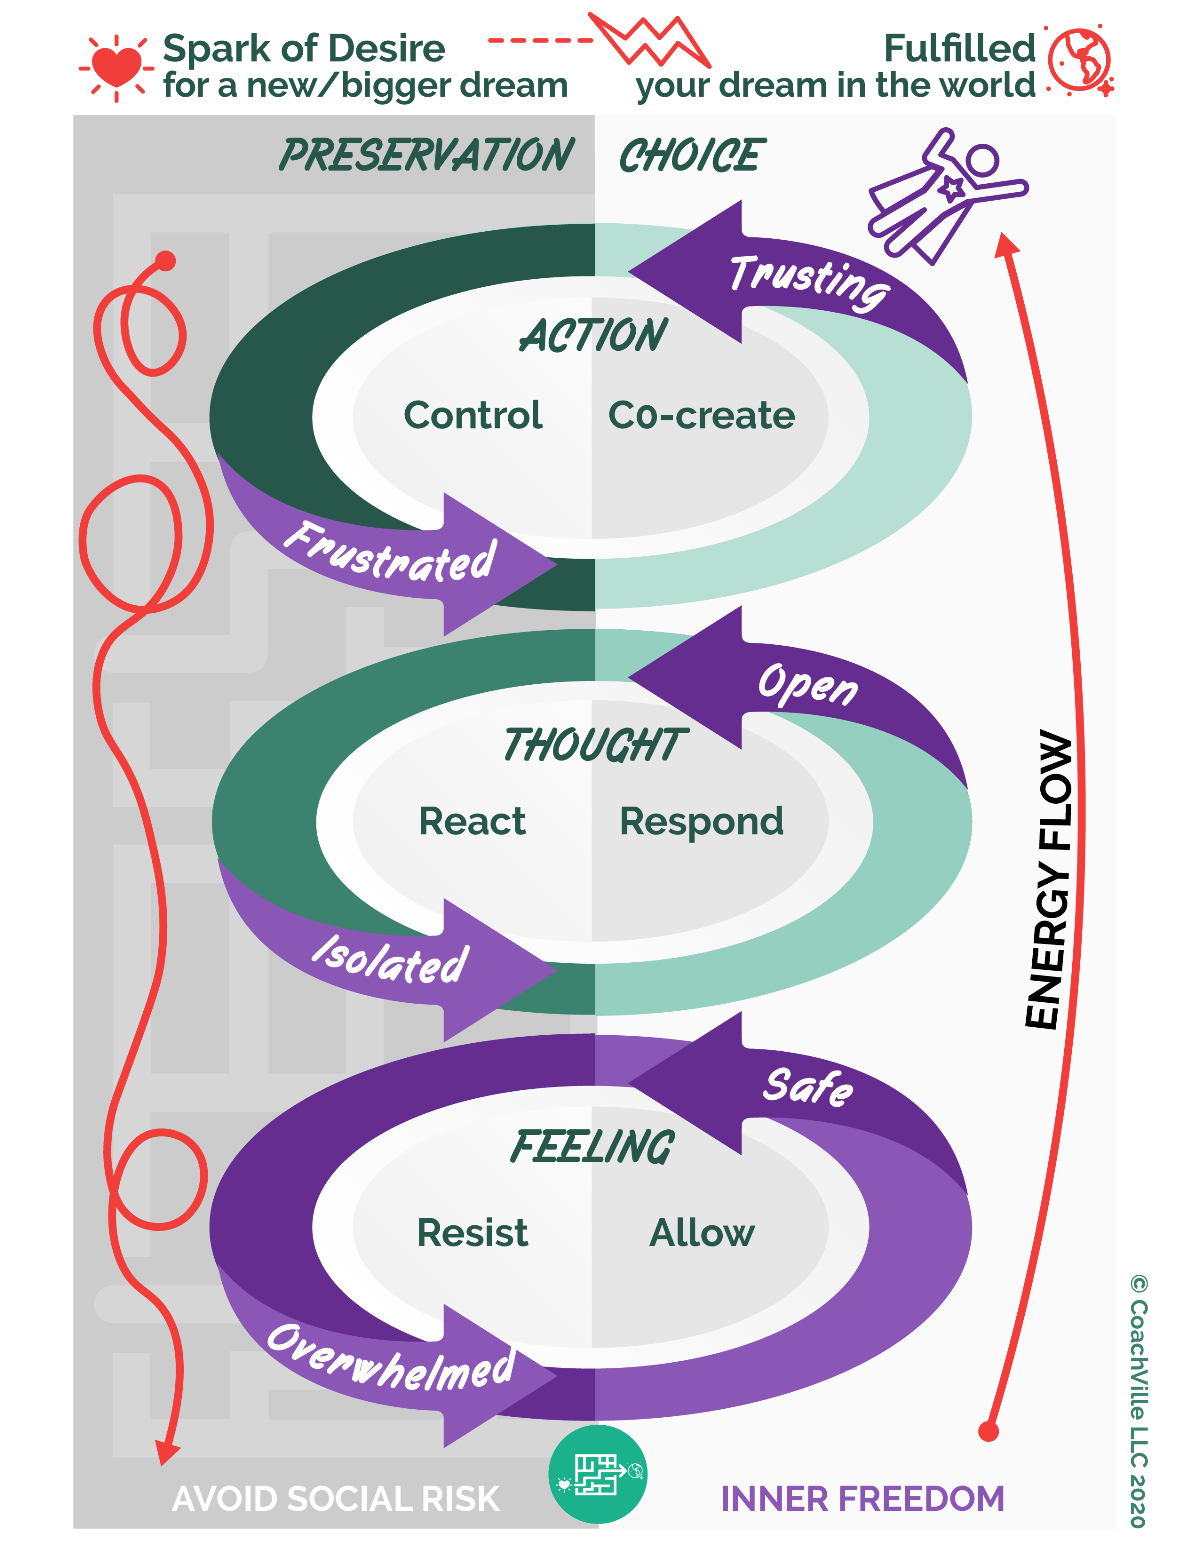 Spark of Desire
for a new/bigger dream
Fulfilled
your dream in the world
PRESERVATION
CHOICE
Trusting
ACTION
Control
C0-create
Frustrated
Open
THOUGHT
React
Respond
Isolated
ENERGY FLOW
Safe
FEELING
Resist
Allow
Overwhelmed
AVOID SOCIAL RISK
INNER FREEDOM
© CoachVille LLC 2020